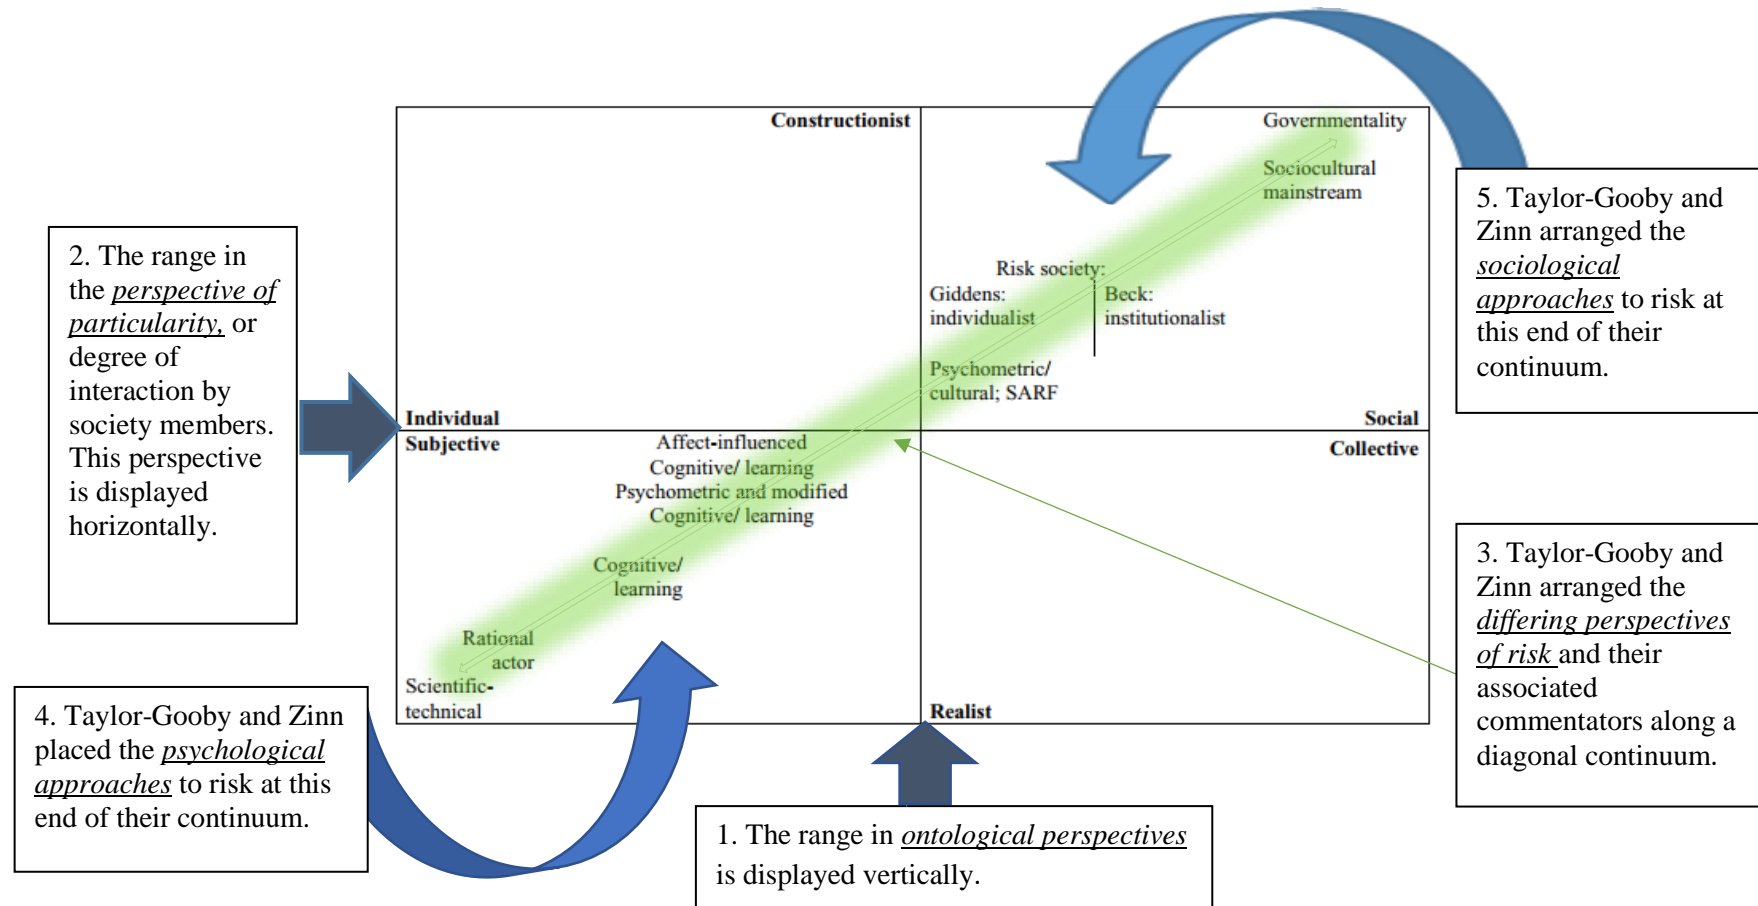 Constructionist
Governmentality
Sociocultural
mainstream
Risk society:
Giddens:
individualist
Beck:
institutionalist
Psychometric/
cultural; SARF
Individual
Social
Subjective
Collective
Affect-influenced
Cognitive/ learning
Psychometric and modified
Cognitive/ learning
Cognitive/
learning
Rational
actor
Scientific-
technical
Realist
2. The range in
the perspective of
particularity, or
degree of
interaction by
society members.
This perspective
is displayed
horizontally.
5. Taylor-Gooby and
Zinn arranged the
sociological
approaches to risk at
this end of their
continuum.
3. Taylor-Gooby and
Zinn arranged the
differing perspectives
of risk and their
associated
commentators along a
diagonal continuum.
4. Taylor-Gooby and Zinn
placed the psychological
approaches to risk at this
end of their continuum.
1. The range in ontological perspectives
is displayed vertically.